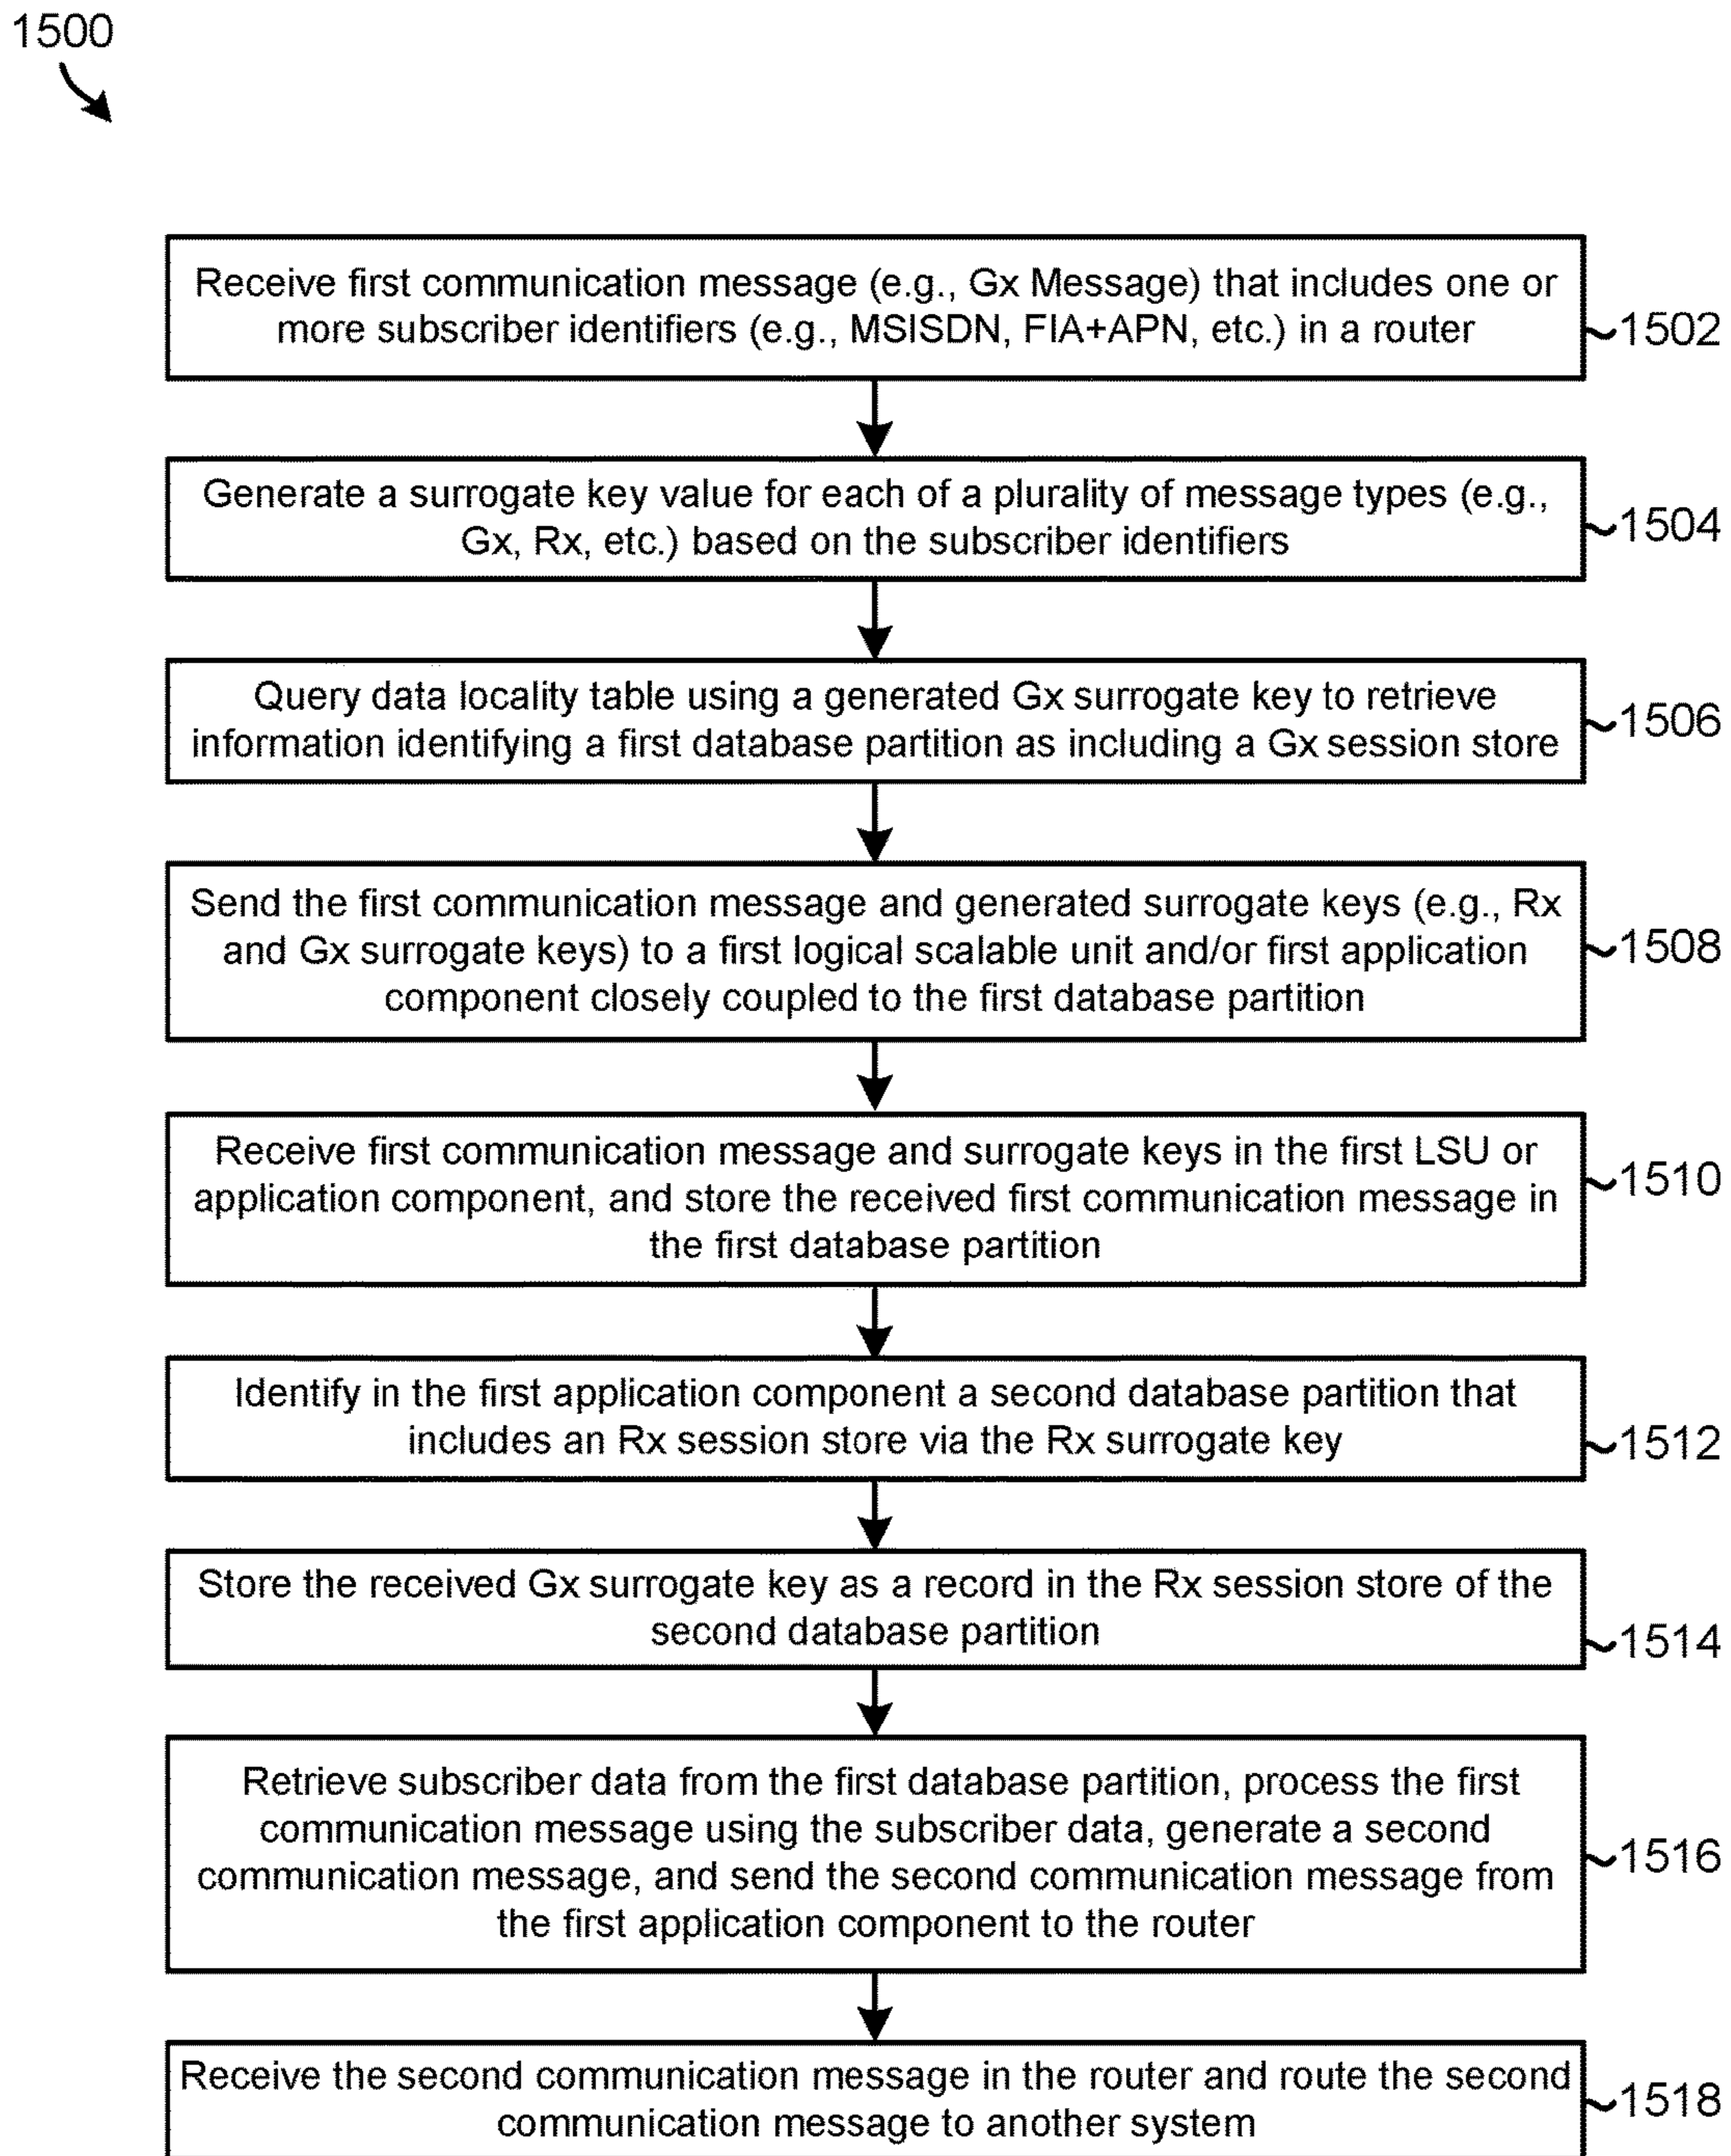 1500
Receive first communication message (e.g., Gx Message) that includes one or
more subscriber identifiers (e.g., MSISDN, FIA+APN, etc.) in a router
1502
Generate a surrogate key value for each of a plurality of message types (e.g.,
Gx, Rx, etc.) based on the subscriber identifiers
1504
Query data locality table using a generated Gx surrogate key to retrieve
information identifying a first database partition as including a Gx session store
1506
Send the first communication message and generated surrogate keys (e.g., Rx
and Gx surrogate keys) to a first logical scalable unit and/or first application
component closely coupled to the first database partition
1508
Receive first communication message and surrogate keys in the first LSU or
application component, and store the received first communication message in
the first database partition
1510
Identify in the first application component a second database partition that
includes an Rx session store via the Rx surrogate key
1512
Store the received Gx surrogate key as a record in the Rx session store of the
second database partition
1514
Retrieve subscriber data from the first database partition, process the first
communication message using the subscriber data, generate a second
communication message, and send the second communication message from
the first application component to the router
1516
Receive the second communication message in the router and route the second
communication message to another system
1518